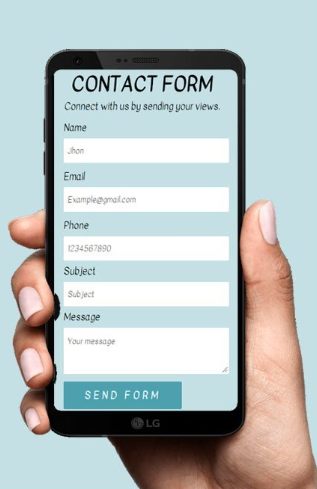 CONTACT FORM
Connect with us by sending your views.
Name
Jhon
Email
Example@gmail.com
Phone
1234567890
Subject
Subject
Message
Your message
SEND FORM
LG